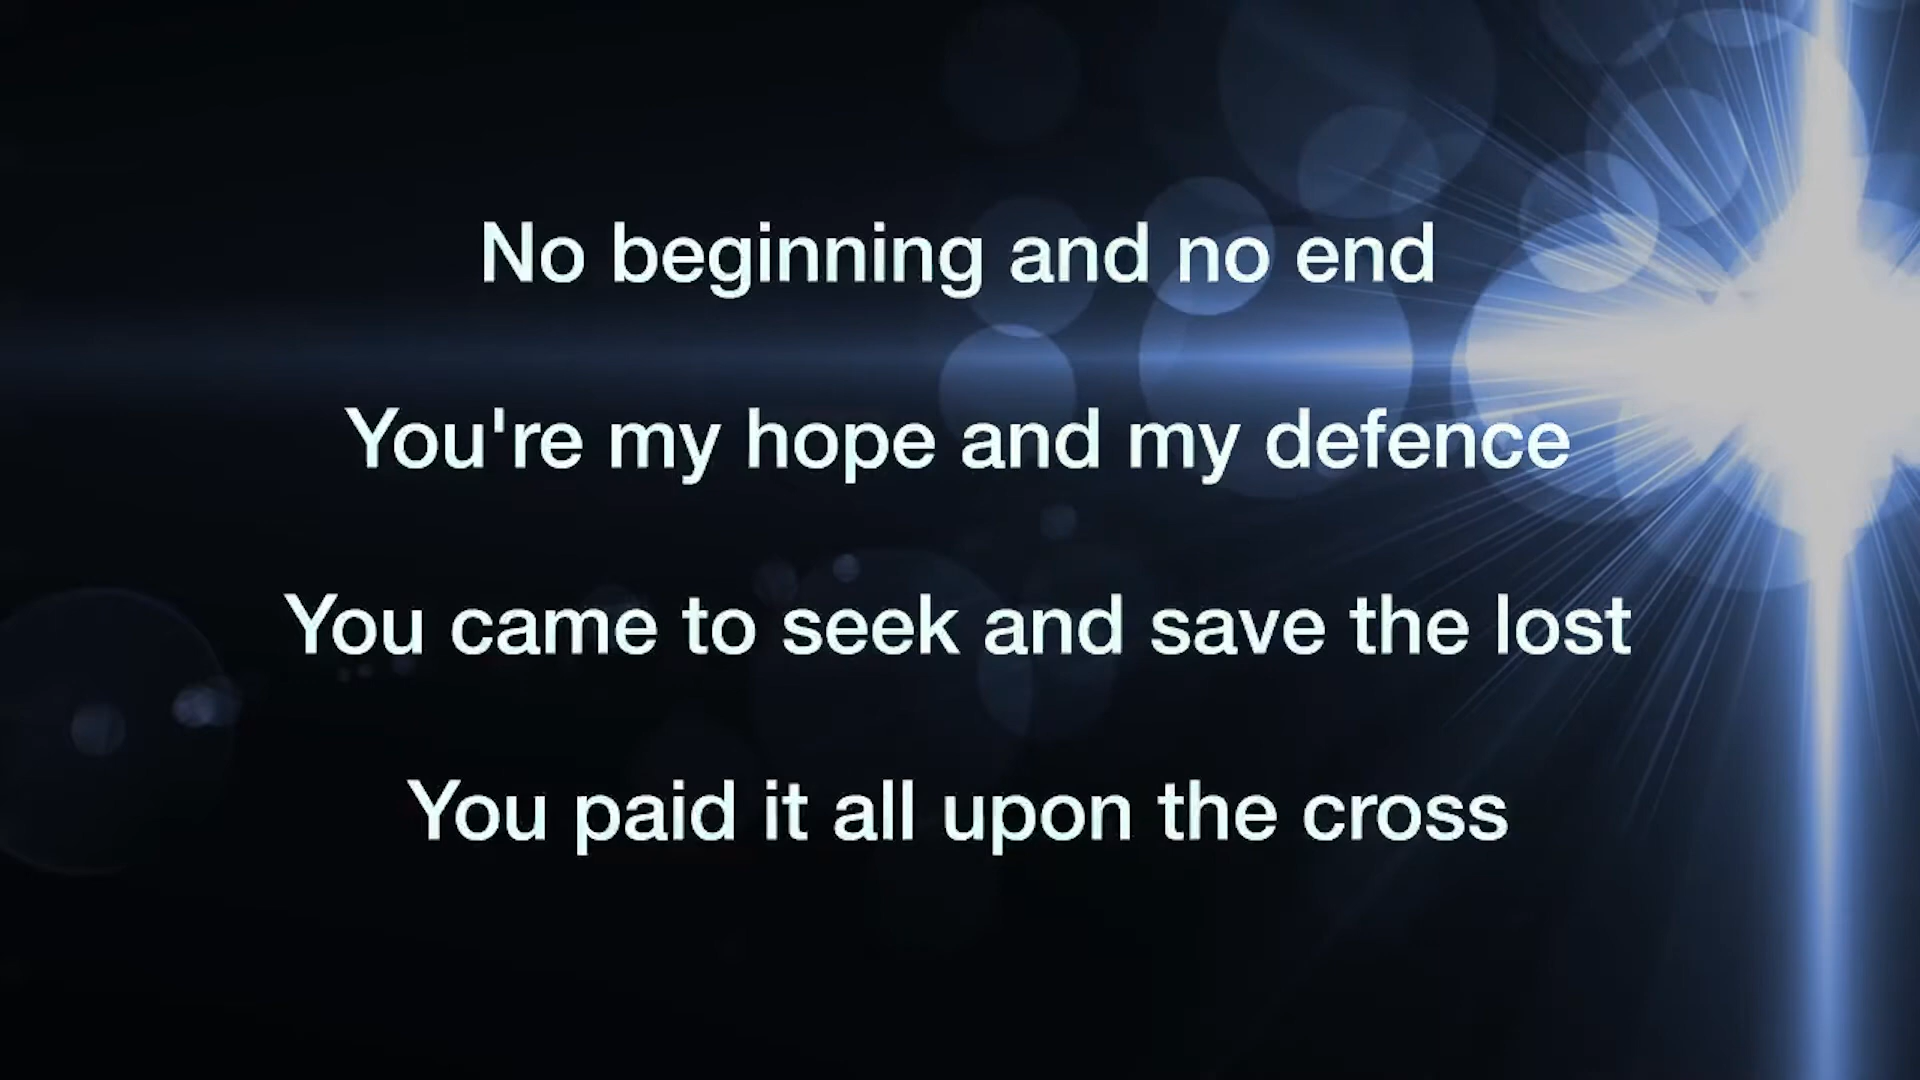 No beginning and no end
You're my hope and my defence
You came to seek and save the lost
You paid it all upon the cross